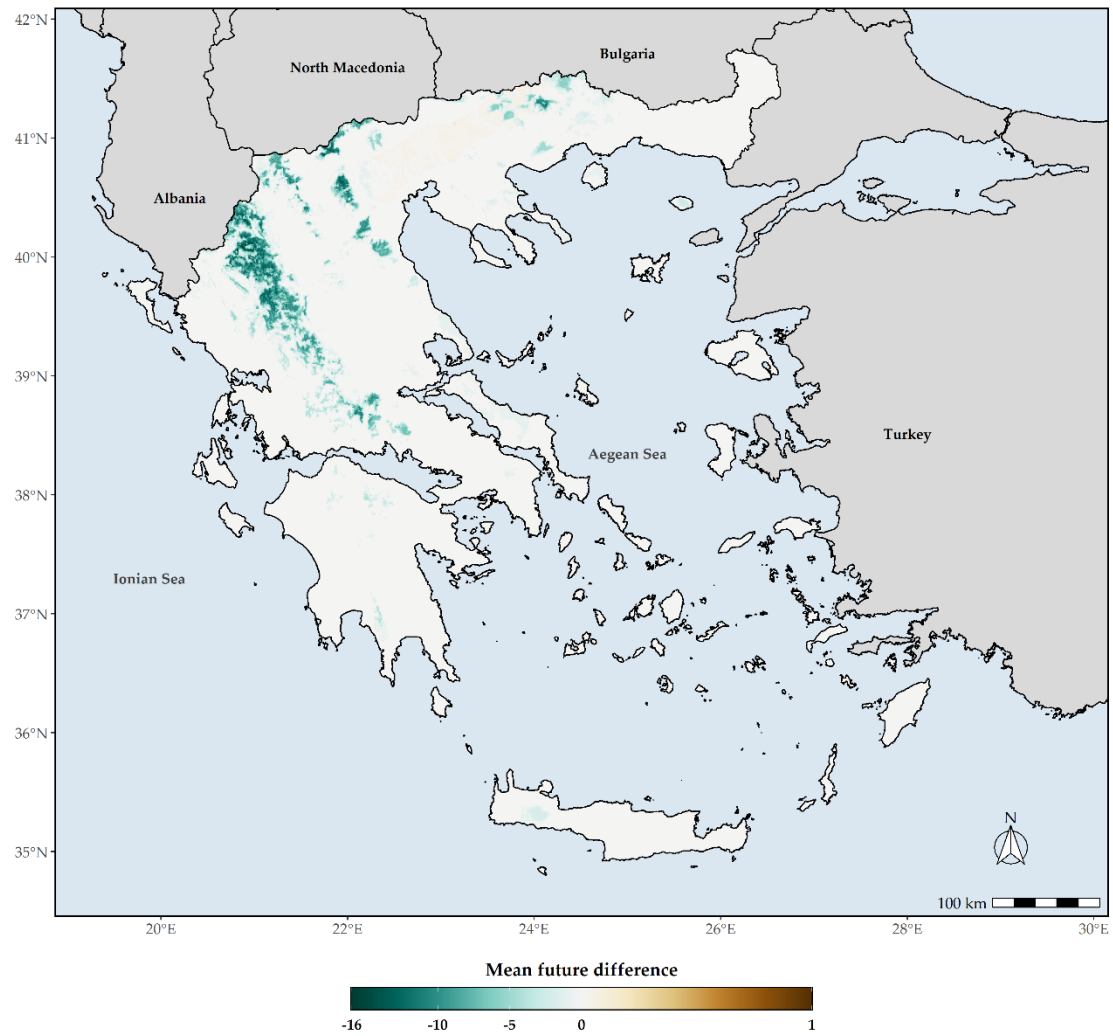 42°N
41°N
40°N
39°N
38°N
37°N
36°N
35°N
Bulgaria
North Macedonia
Albania
Turkey
Aegean Sea
Ionian Sea
N
100 km
20°E 22°E 24°E 26°E 28°E 30°E
Mean future difference
-16 -10 -5 0 1